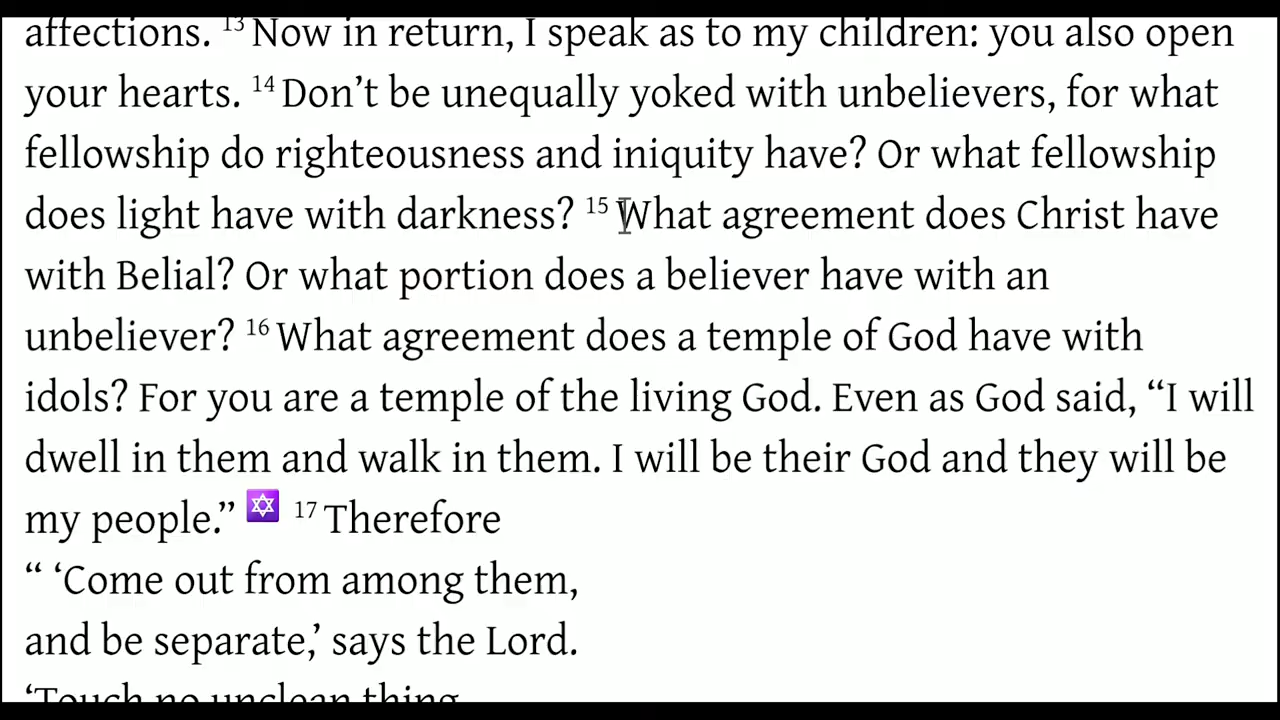 affections. 13 Now in return, I speak as to my children: you also open
your hearts. 14 Don’t be unequally yoked with unbelievers, for what
fellowship do righteousness and iniquity have? Or what fellowship
does light have with darkness? 15 What agreement does Christ have
with Belial? Or what portion does a believer have with an
unbeliever? 16 What agreement does a temple of God have with
idols? For you are a temple of the living God. Even as God said, “I will
dwell in them and walk in them. I will be their God and they will be
my people.” 🔯 17 Therefore
“ ‘Come out from among them,
and be separate,’ says the Lord.
‘Touch no unclean thing